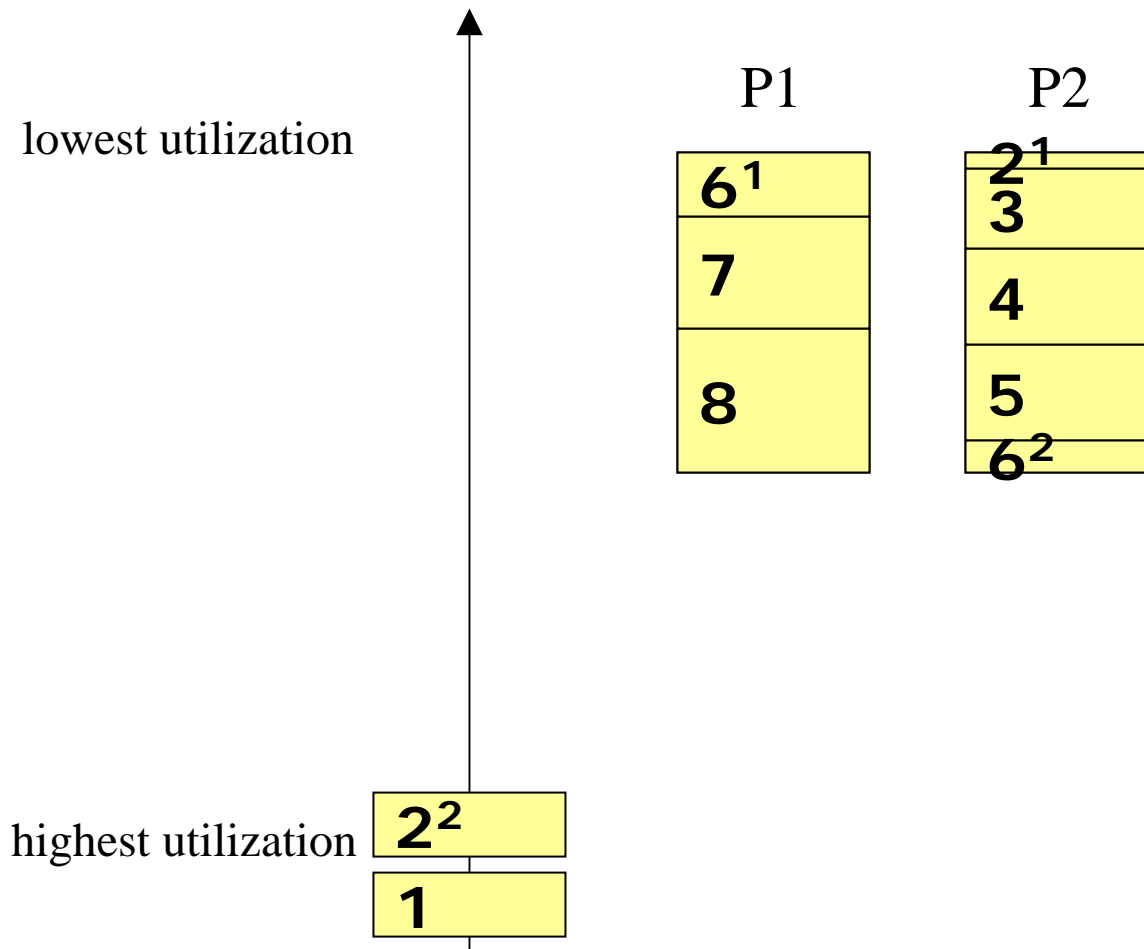 P1
P2
lowest utilization
6¹
7
8
2¹
3
4
5
6²
2²
highest utilization
1